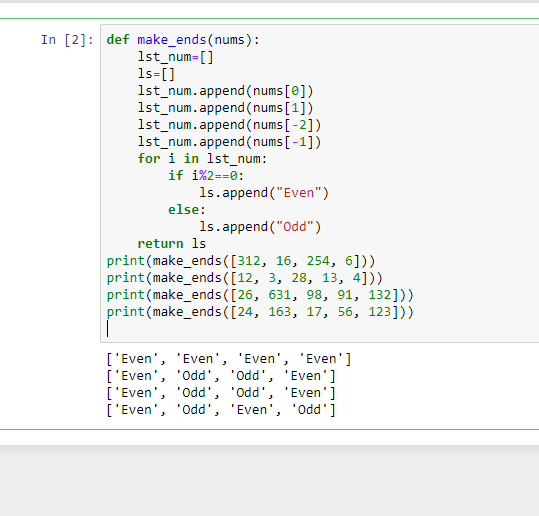 In [2]: def make_ends(nums):
    lst_num=[]
    ls=[]
    lst_num.append(nums[0])
    lst_num.append(nums[1])
    lst_num.append(nums[-2])
    lst_num.append(nums[-1])
    for i in lst_num:
        if i%2==0:
            ls.append("Even")
        else:
            ls.append("Odd")
    return ls
print(make_ends([312, 16, 254, 6]))
print(make_ends([12, 3, 28, 13, 4]))
print(make_ends([26, 631, 98, 91, 132]))
print(make_ends([24, 163, 17, 56, 123]))
['Even', 'Even', 'Even', 'Even']
['Even', 'Odd', 'Odd', 'Even']
['Even', 'Odd', 'Odd', 'Even']
['Even', 'Odd', 'Even', 'Odd']